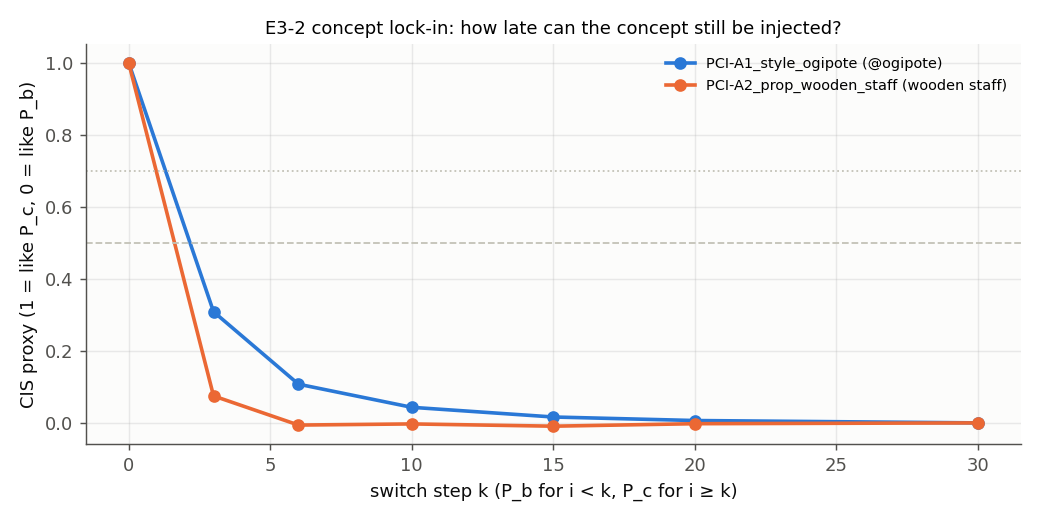 E3-2 concept lock-in: how late can the concept still be injected?
PCI-A1_style_ogipote (@ogipote)
PCI-A2_prop_wooden_staff (wooden staff)
CIS proxy (1 = like P_c, 0 = like P_b)
1.0
0.8
0.6
0.4
0.2
0.0
0 5 10 15 20 25 30
switch step k (P_b for i < k, P_c for i ≥ k)